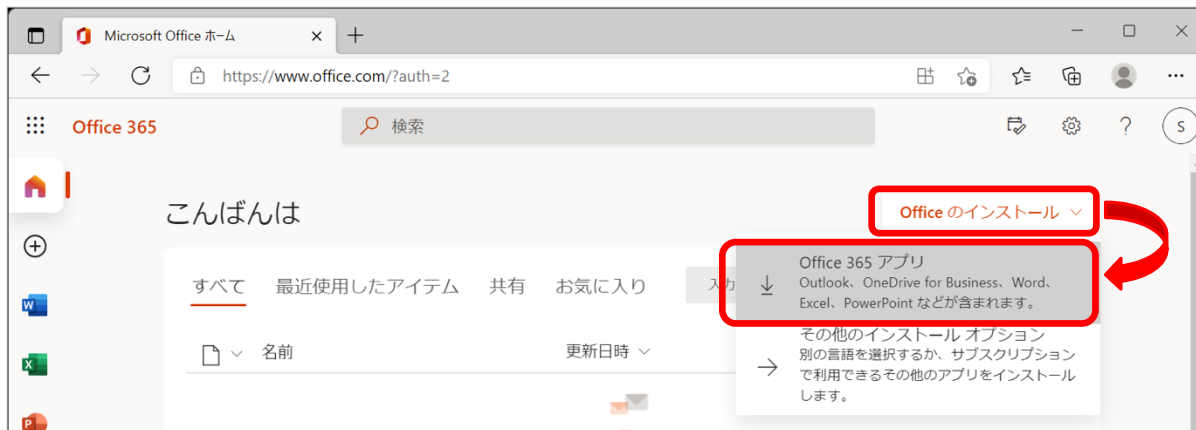 Microsoft Office ホーム
https://www.office.com/?auth=2
Office 365
検索
S
こんばんは
Office のインストール
すべて 最近使用したアイテム 共有 お気に入り 入力
Office 365 アプリ
Outlook、OneDrive for Business、Word、
Excel、PowerPoint などが含まれます。
名前 更新日時
その他のインストール オプション
別の言語を選択するか、サブスクリプション
で利用できるその他のアプリをインストール
します。